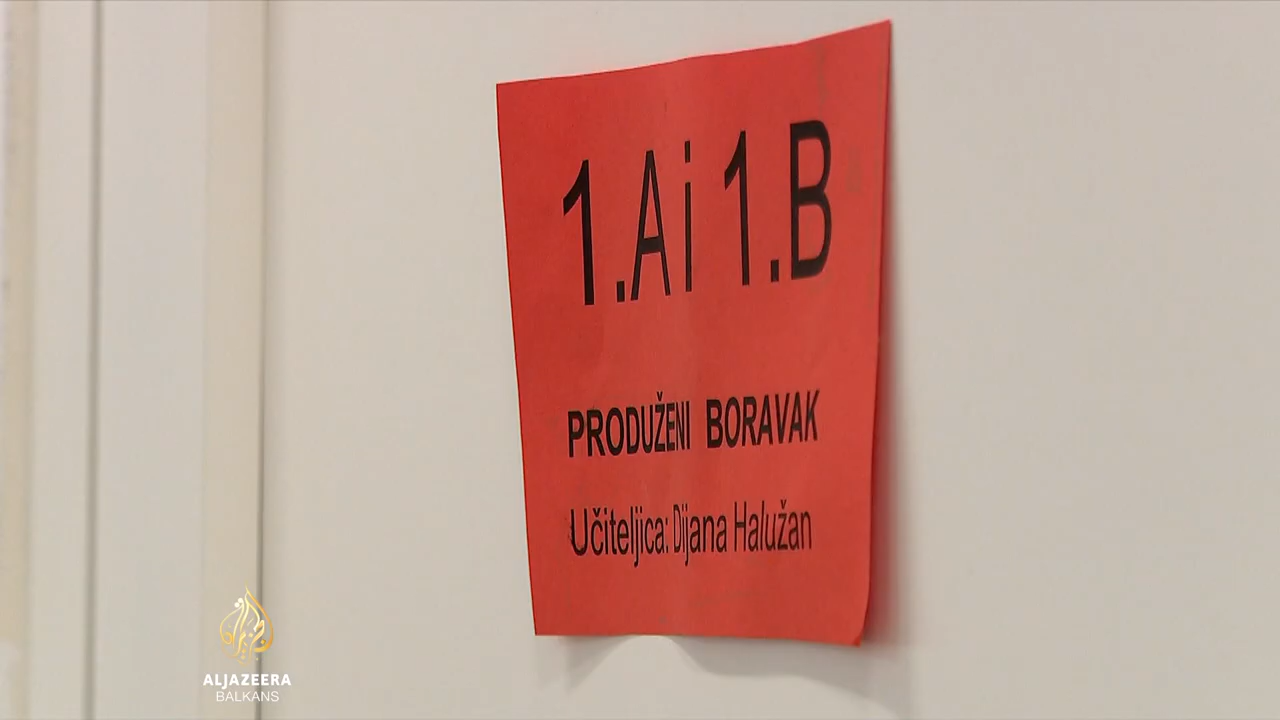 1.A i 1.B
PRODUŽENI BORAVAK
Učiteljica: Dijana Halužan
ALJAZEERA
BALKANS